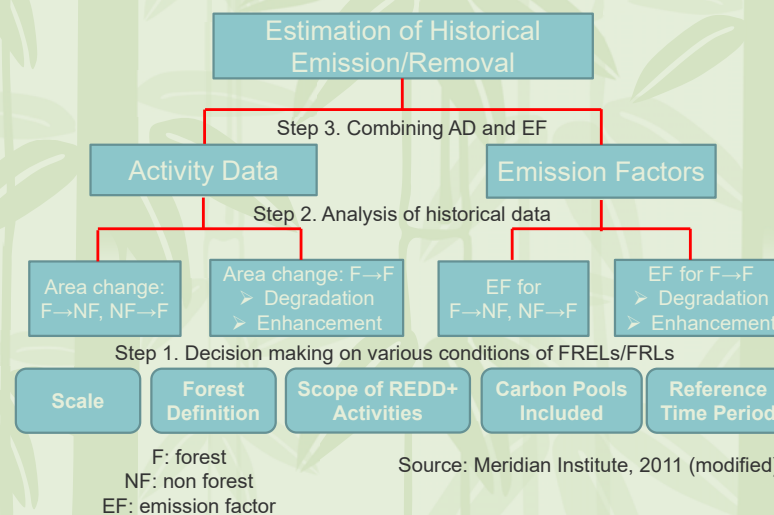 Estimation of Historical
Emission/Removal
Step 3. Combining AD and EF
Activity Data
Emission Factors
Step 2. Analysis of historical data
Area change:
F→NF, NF→F
Area change: F→F
➢ Degradation
➢ Enhancement
EF for
F→NF, NF→F
EF for F→F
➢ Degradation
➢ Enhancement
Step 1. Decision making on various conditions of FRELs/FRLs
Scale
Forest
Definition
Scope of REDD+
Activities
Carbon Pools
Included
Reference
Time Period
F: forest
NF: non forest
EF: emission factor
Source: Meridian Institute, 2011 (modified)